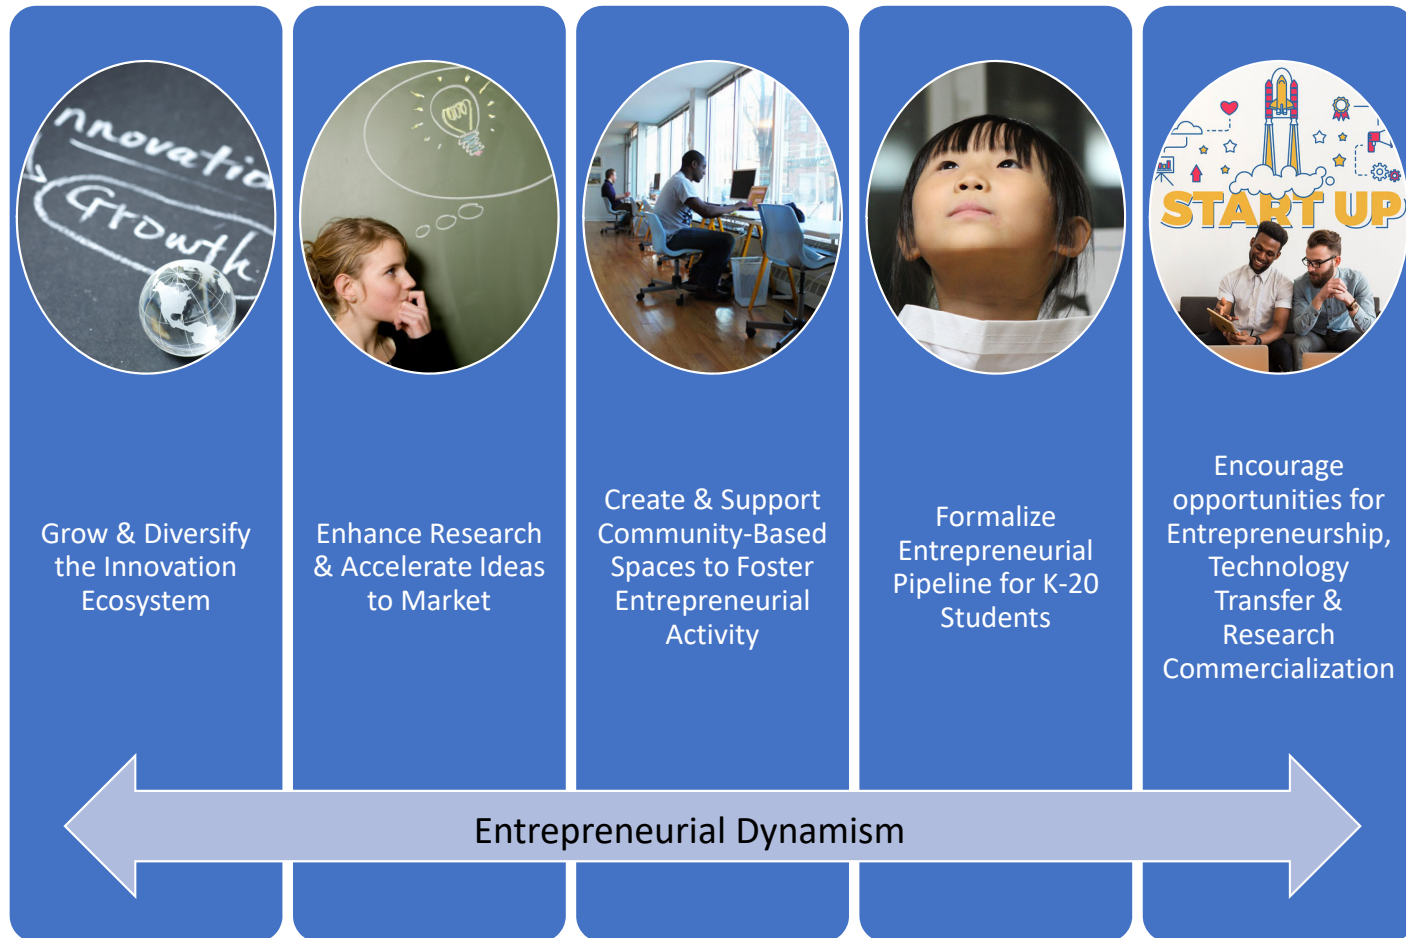 nnovatio
Growth
START UP
Grow & Diversify
the Innovation
Ecosystem
Enhance Research
& Accelerate Ideas
to Market
Create & Support
Community-Based
Spaces to Foster
Entrepreneurial
Activity
Formalize
Entrepreneurial
Pipeline for K-20
Students
Encourage
opportunities for
Entrepreneurship,
Technology
Transfer &
Research
Commercialization
Entrepreneurial Dynamism